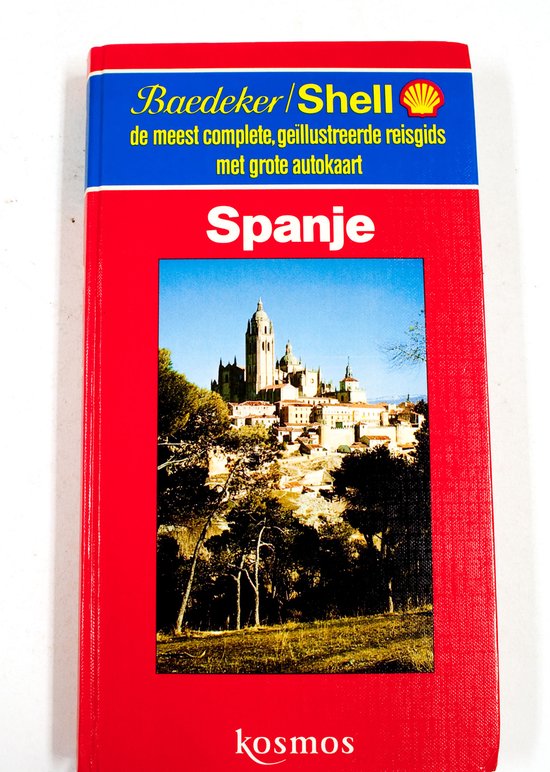 Baedeker/Shell
de meest complete, geïllustreerde reisgids
met grote autokaart
Spanje
kosmos